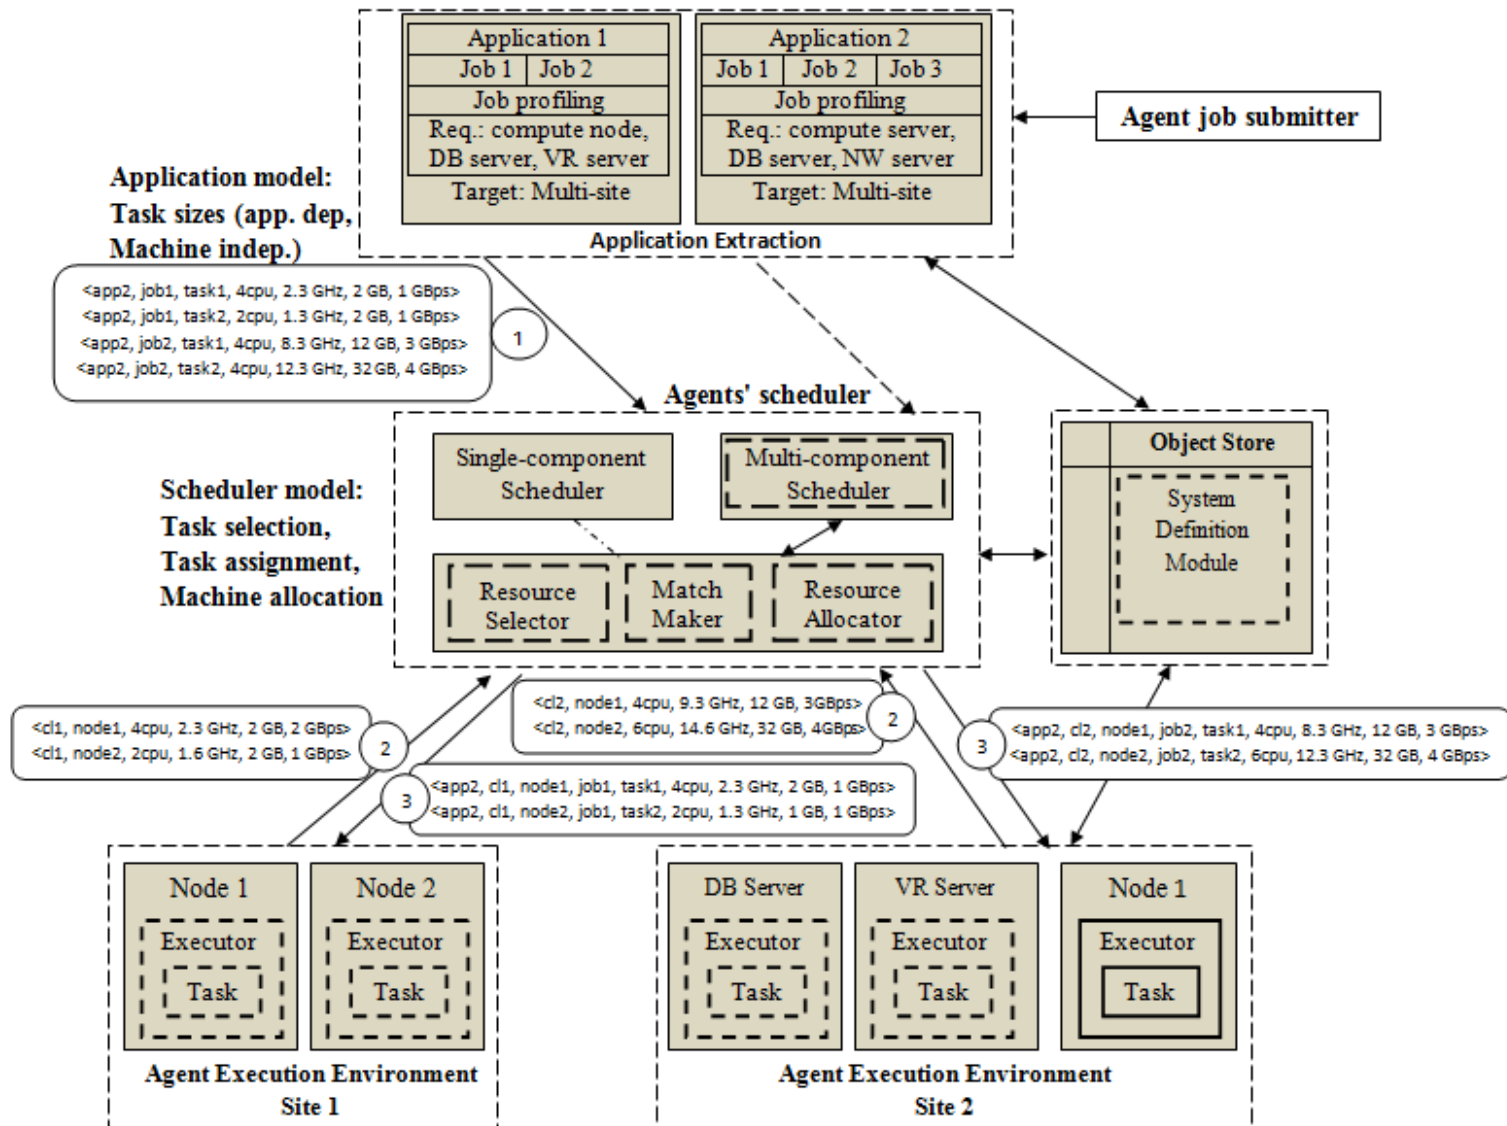 Application 1
Job 1
Job 2
Job profiling
Req.: compute node,
DB server, VR server
Target: Multi-site
Application 2
Job 1
Job 2
Job 3
Job profiling
Req.: compute server,
DB server, NW server
Target: Multi-site
Application Extraction
Agent job submitter
Application model:
Task sizes (app. dep,
Machine indep.)
<app2, job1, task1, 4cpu, 2.3 GHz, 2 GB, 1 GBps>
<app2, job1, task2, 2cpu, 1.3 GHz, 2 GB, 1 GBps>
<app2, job2, task1, 4cpu, 8.3 GHz, 12 GB, 3 GBps>
<app2, job2, task2, 4cpu, 12.3 GHz, 32 GB, 4 GBps>
1
Agents' scheduler
Single-component
Scheduler
Multi-component
Scheduler
Scheduler model:
Task selection,
Task assignment,
Machine allocation
Resource
Selector
Match
Maker
Resource
Allocator
Object Store
System
Definition
Module
<cl1, node1, 4cpu, 2.3 GHz, 2 GB, 2 GBps>
<cl1, node2, 2cpu, 1.6 GHz, 2 GB, 1 GBps>
2
<cl2, node1, 4cpu, 9.3 GHz, 12 GB, 3GBps>
<cl2, node2, 6cpu, 14.6 GHz, 32 GB, 4GBps>
2
3
<app2, cl2, node1, job2, task1, 4cpu, 8.3 GHz, 12 GB, 3 GBps>
<app2, cl2, node2, job2, task2, 6cpu, 12.3 GHz, 32 GB, 4 GBps>
3
<app2, cl1, node1, job1, task1, 4cpu, 2.3 GHz, 2 GB, 1 GBps>
<app2, cl1, node2, job1, task2, 2cpu, 1.3 GHz, 1 GB, 1 GBps>
Node 1
Executor
Task
Node 2
Executor
Task
Agent Execution Environment
Site 1
DB Server
Executor
Task
VR Server
Executor
Task
Node 1
Executor
Task
Agent Execution Environment
Site 2